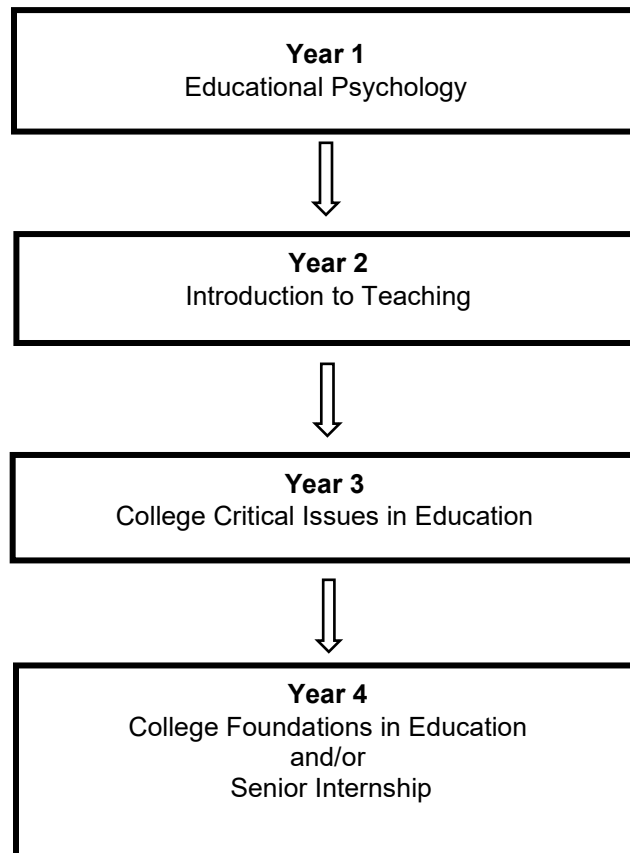 Year 1
Educational Psychology
Year 2
Introduction to Teaching
Year 3
College Critical Issues in Education
Year 4
College Foundations in Education
and/or
Senior Internship